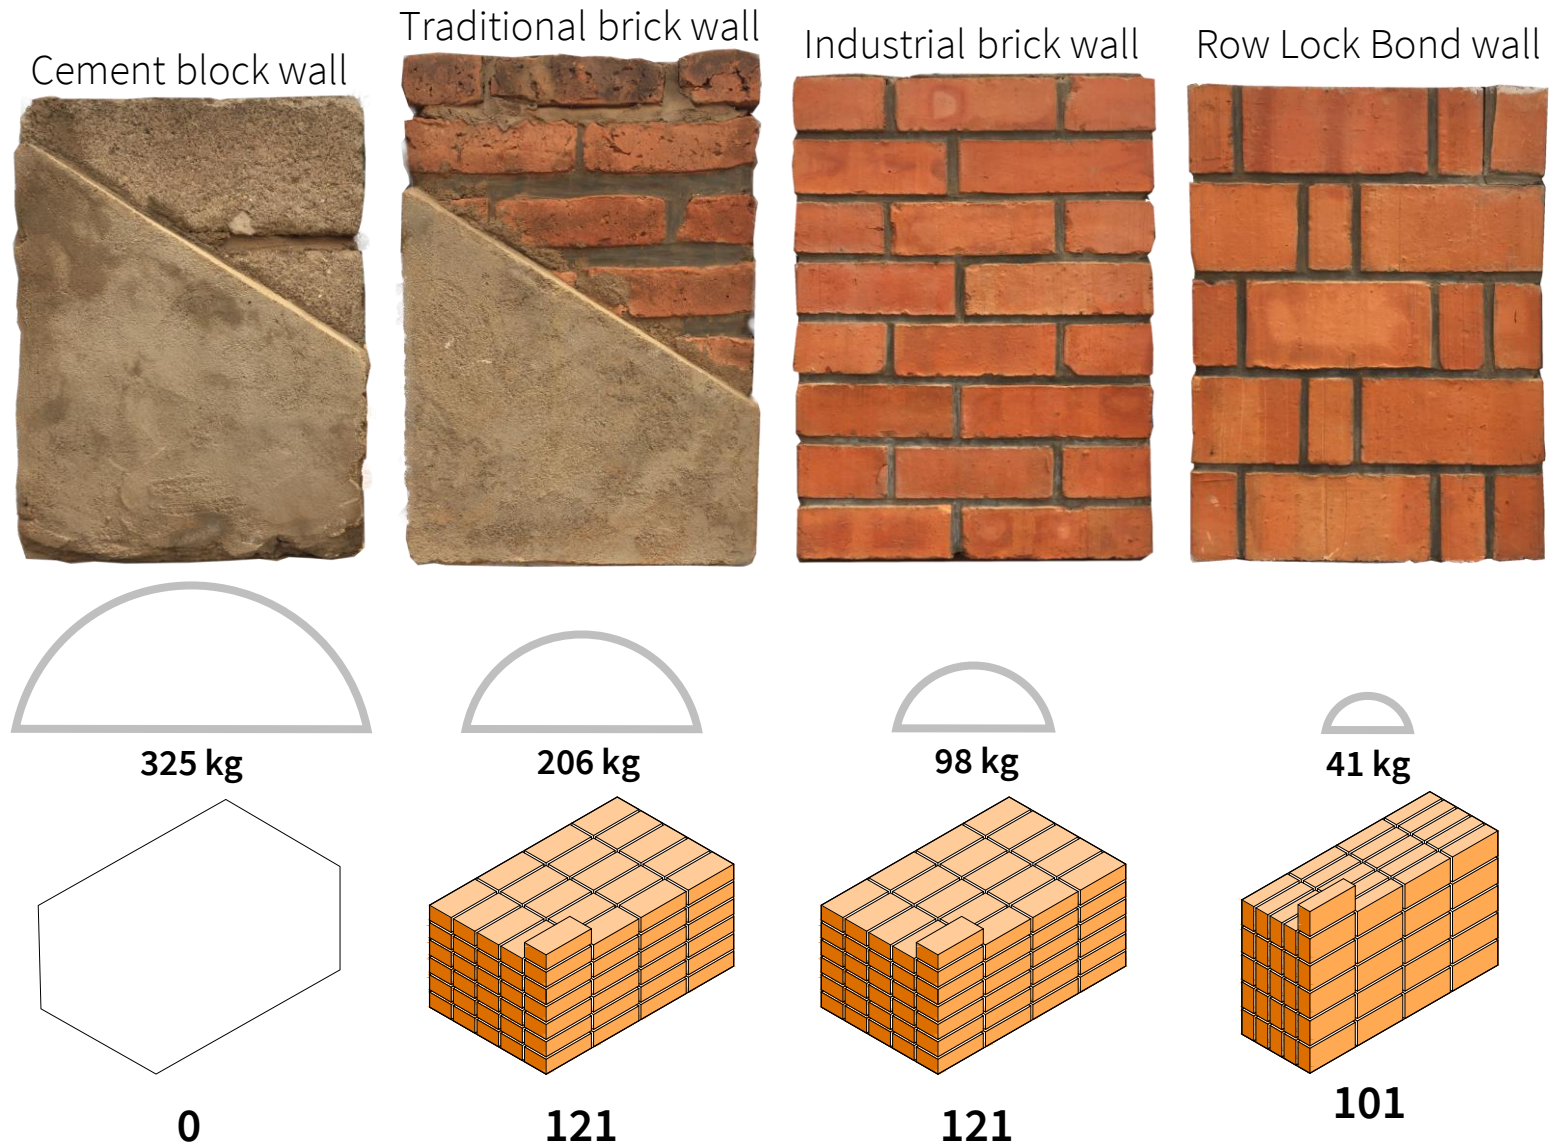 Cement block wall
Traditional brick wall
Industrial brick wall
Row Lock Bond wall
325 kg
206 kg
98 kg
41 kg
0
121
121
101